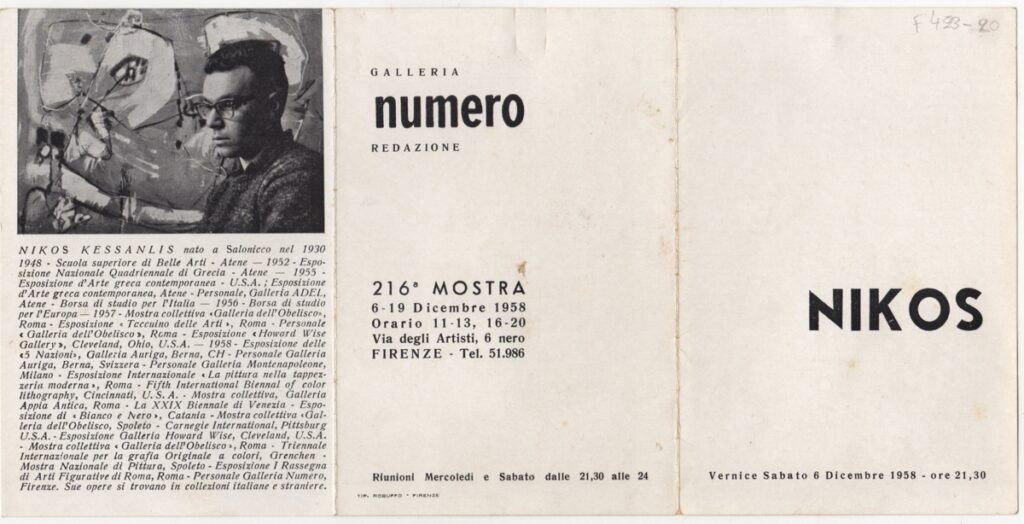 NIKOS KESSANLIS nato a Salonicco nel 1930
1948 - Scuola superiore di Belle Arti - Atene — 1952 - Espo-
sizione Nazionale Quadriennale di Grecia - Atene — 1955 -
Esposizione d'Arte greca contemporanea - U.S.A. ; Esposizione
d'Arte greca contemporanea, Atene - Personale, Galleria ADEL,
Atene - Borsa di studio per l'Italia — 1956 - Borsa di studio
per l'Europa — 1957 - Mostra collettiva «Galleria dell'Obelisco»,
Roma - Esposizione « Taccuino delle Arti », Roma - Personale
« Galleria dell'Obelisco », Roma - Esposizione « Howard Wise
Gallery », Cleveland, Ohio, U.S.A. — 1958 - Esposizione delle
«5 Nazioni», Galleria Auriga, Berna, CH - Personale Galleria
Auriga, Berna, Svizzera - Personale Galleria Montenapoleone,
Milano - Esposizione Internazionale « La pittura nella tappez-
zeria moderna », Roma - Fifth International Biennal of color
lithography, Cincinnati, U.S.A. - Mostra collettiva, Galleria
Appia Antica, Roma - La XXIX Biennale di Venezia - Espo-
sizione di « Bianco e Nero », Catania - Mostra collettiva «Gal-
leria dell'Obelisco», Spoleto - Carnegie International, Pittsburg
U.S.A. - Esposizione Galleria Howard Wise, Cleveland, U.S.A.
- Mostra collettiva « Galleria dell'Obelisco», Roma - Triennale
Internazionale per la grafia Originale a colori, Grenchen -
Mostra Nazionale di Pittura, Spoleto - Esposizione I Rassegna
di Arti Figurative di Roma, Roma - Personale Galleria Numero,
Firenze. Sue opere si trovano in collezioni italiane e straniere.
GALLERIA
numero
REDAZIONE
216ª MOSTRA
6-19 Dicembre 1958
Orario 11-13, 16-20
Via degli Artisti, 6 nero
FIRENZE - Tel. 51.986
Riunioni Mercoledì e Sabato dalle 21,30 alle 24
TIP. ROBUFFO - FIRENZE
F 423-20
NIKOS
Vernice Sabato 6 Dicembre 1958 - ore 21,30